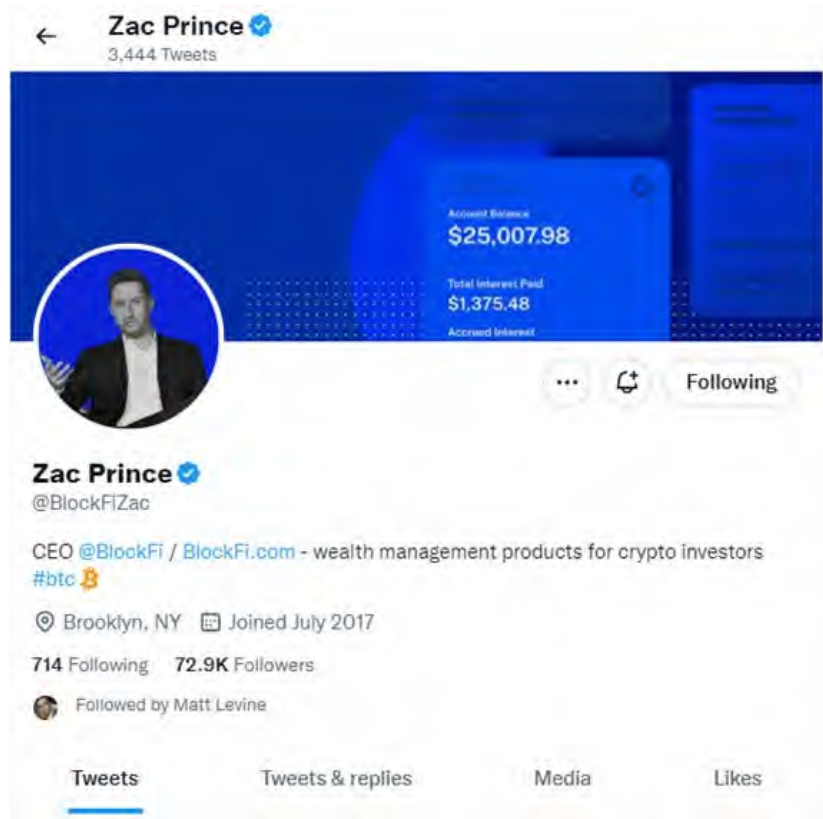 Zac Prince
3,444 Tweets
Account Balance
$25,007.98
Total Interest Paid
$1,375.48
Accrued Interest
Following
Zac Prince
@BlockFiZac
CEO @BlockFi / BlockFi.com - wealth management products for crypto investors
#btc
Brooklyn, NY Joined July 2017
714 Following 72.9K Followers
Followed by Matt Levine
Tweets Tweets & replies Media Likes